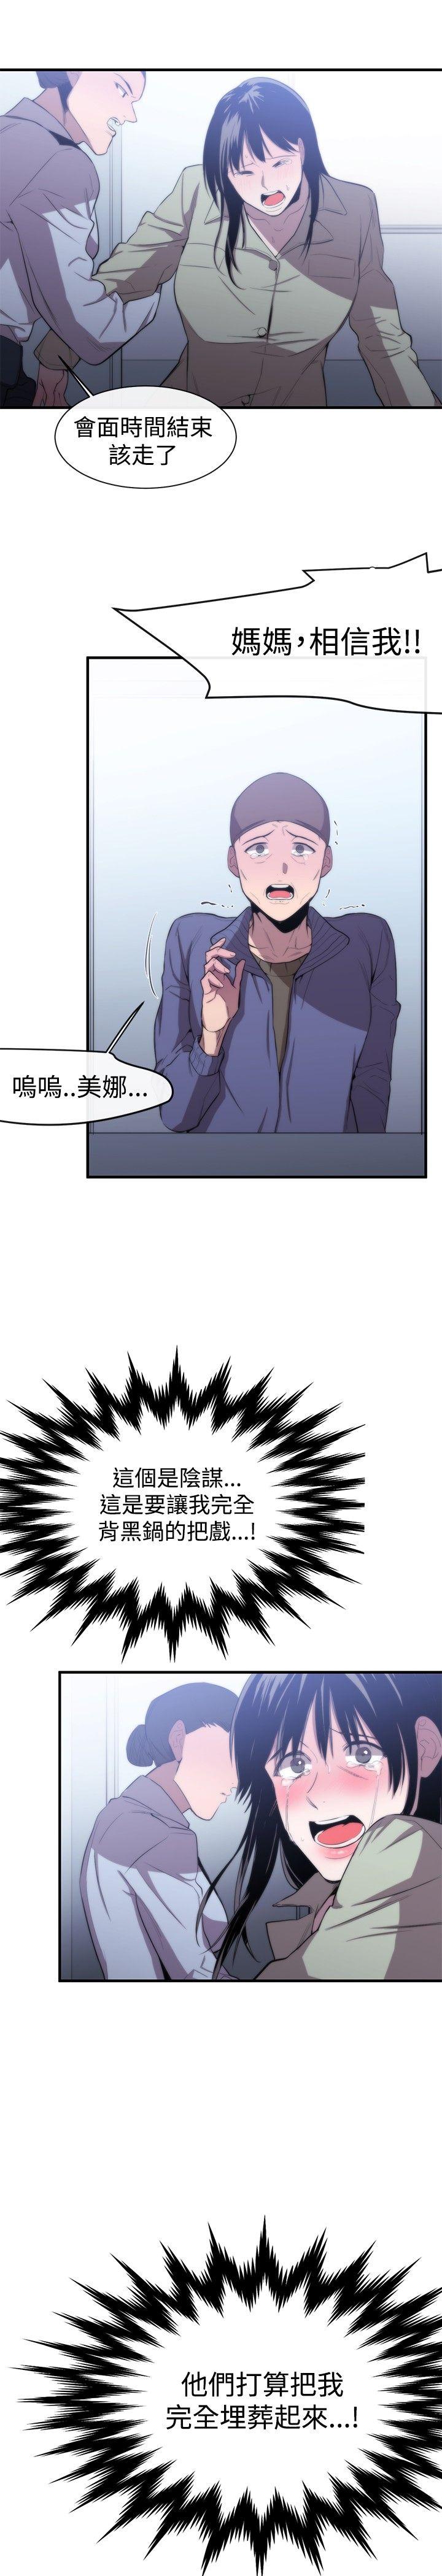 會面時間結束
該走了
媽媽,相信我!!
嗚嗚..美娜...
這個是陰謀...
這是要讓我完全
背黑鍋的把戲...!
他們打算把我
完全埋葬起來...!